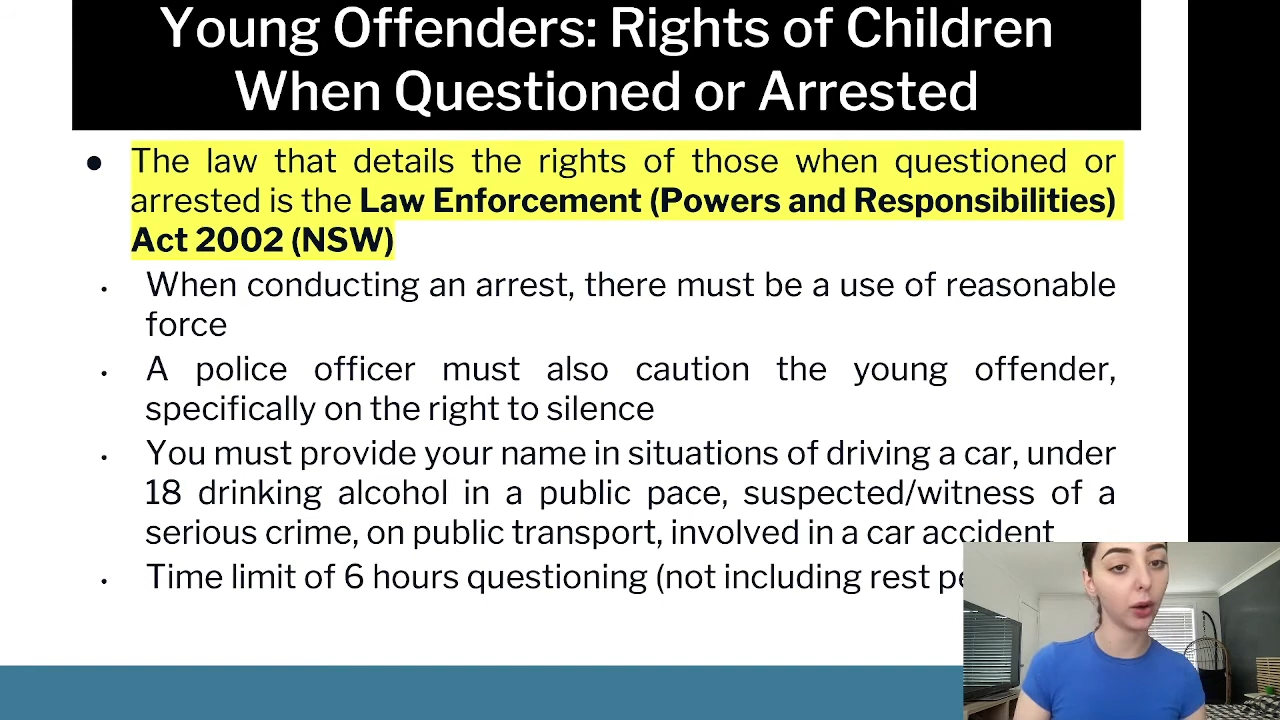 Young Offenders: Rights of Children
When Questioned or Arrested
● The law that details the rights of those when questioned or
arrested is the Law Enforcement (Powers and Responsibilities)
Act 2002 (NSW)
• When conducting an arrest, there must be a use of reasonable
force
• A police officer must also caution the young offender,
specifically on the right to silence
• You must provide your name in situations of driving a car, under
18 drinking alcohol in a public pace, suspected/witness of a
serious crime, on public transport, involved in a car accident
• Time limit of 6 hours questioning (not including rest